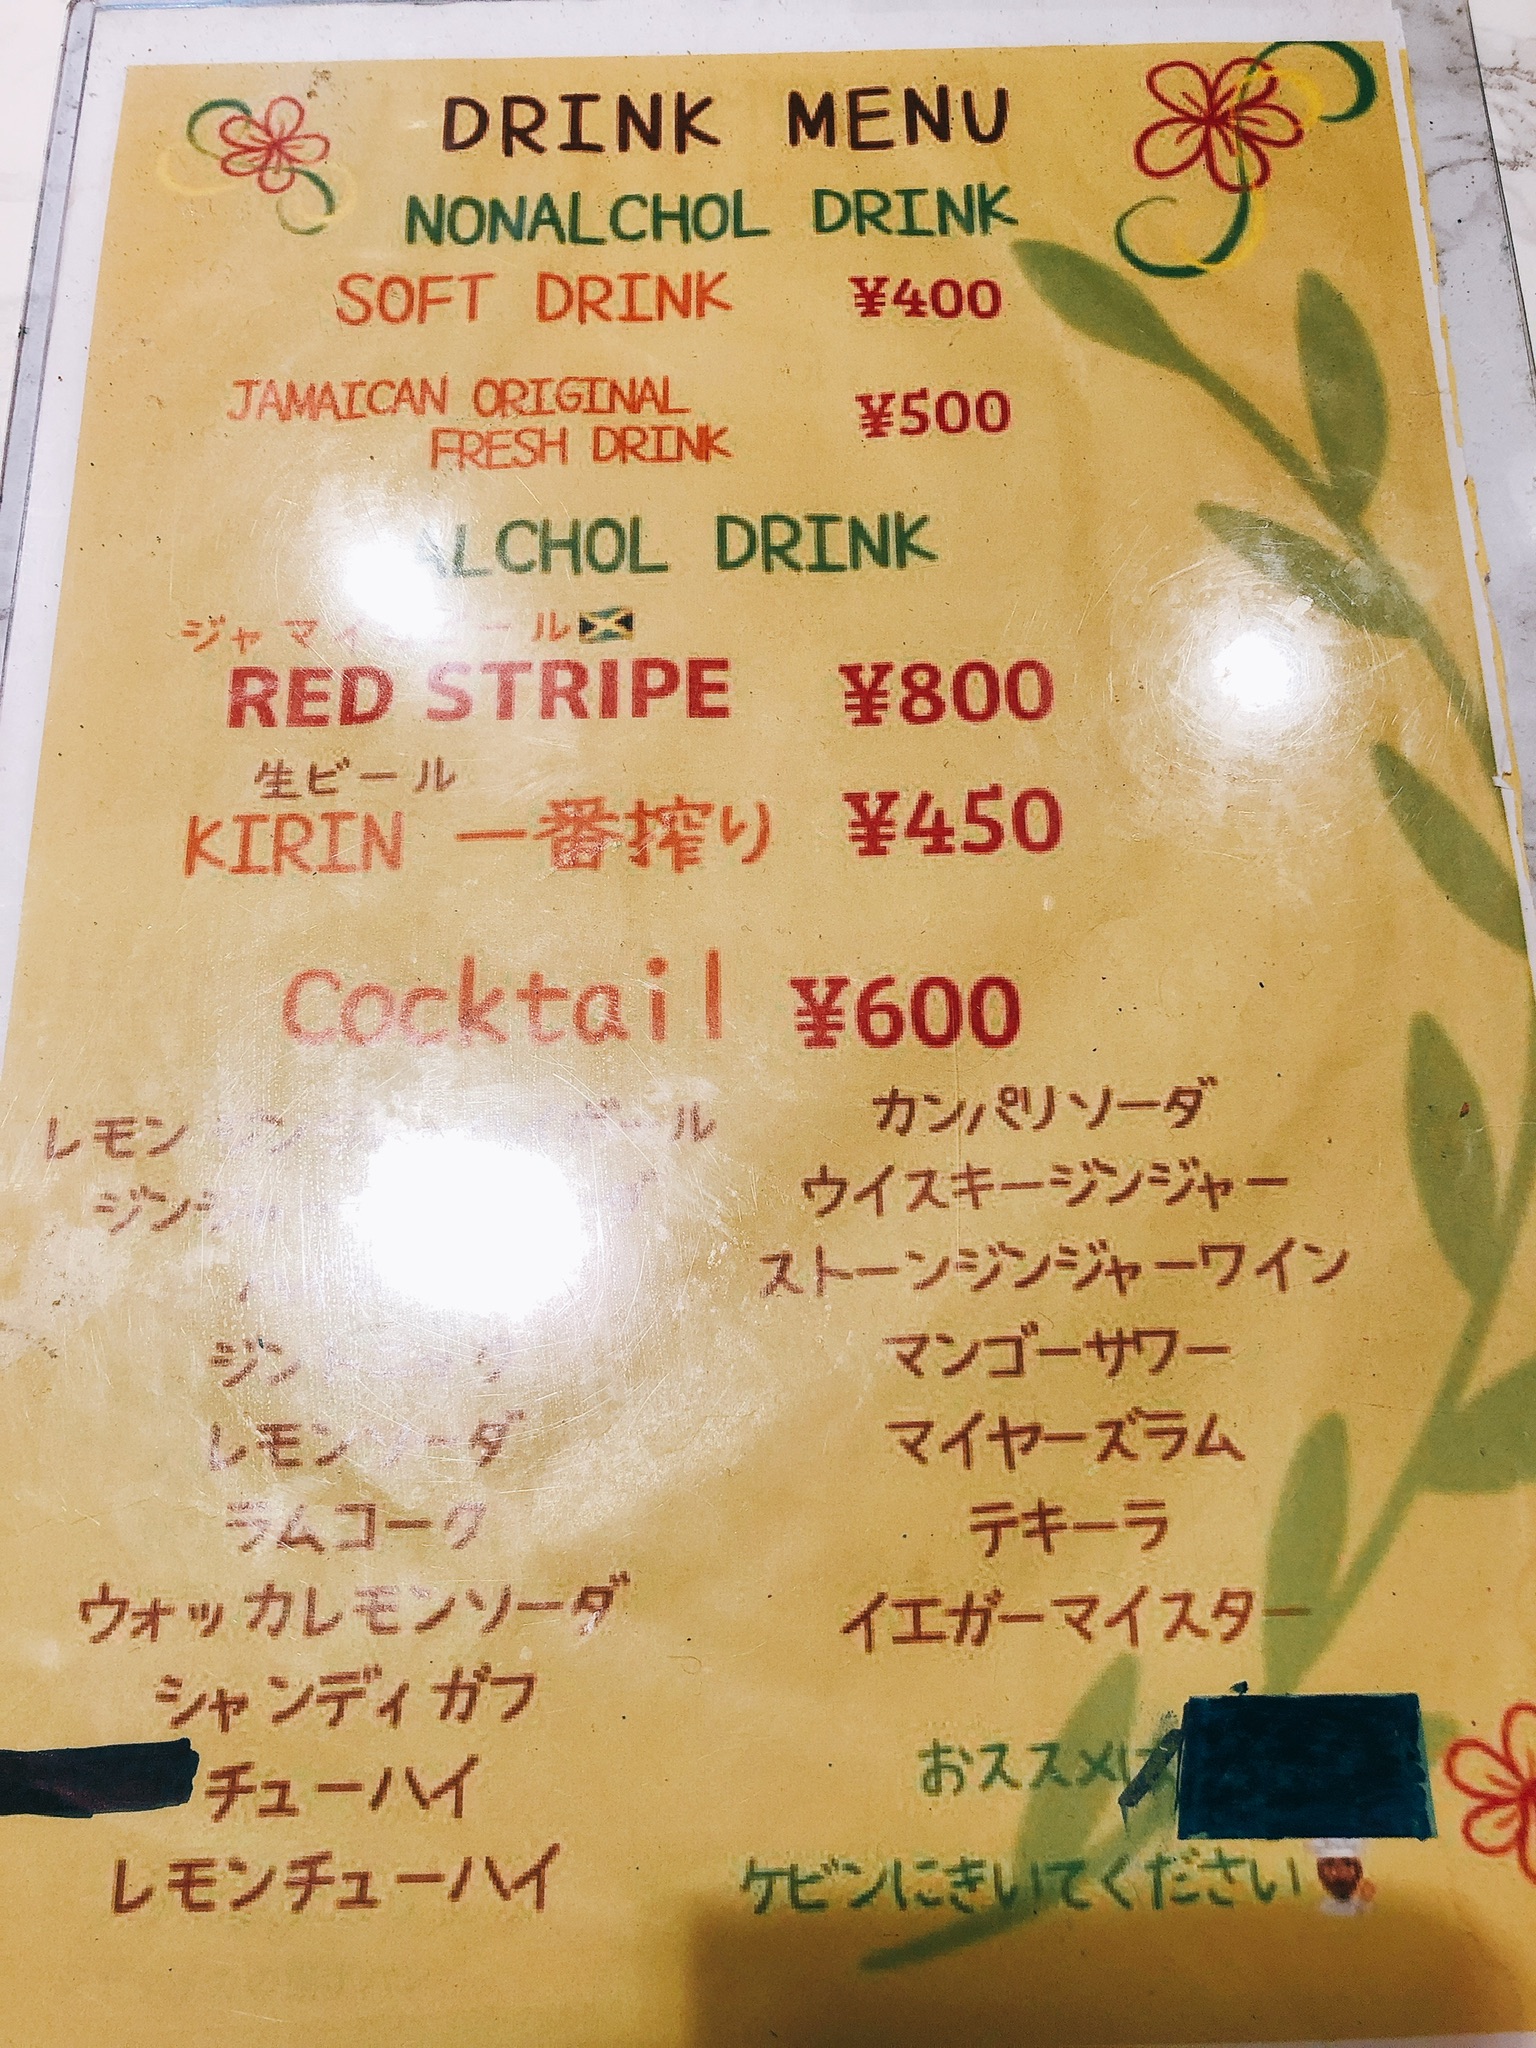 DRINK MENU
NONALCHOL DRINK
SOFT DRINK ¥400
JAMAICAN ORIGINAL
FRESH DRINK ¥500
ALCHOL DRINK
RED STRIPE ¥800
生ビール
KIRIN 一番搾り ¥450
Cocktail ¥600
レモン
カンパリソーダ
ウイスキージンジャー
ストーンジンジャーワイン
ジン
マンゴーサワー
レモンソーダ
マイヤーズラム
ラムコーク
テキーラ
ウォッカレモンソーダ
イエガーマイスター
シャンディガフ
チューハイ
おススメは
レモンチューハイ
ケビンにきいてください